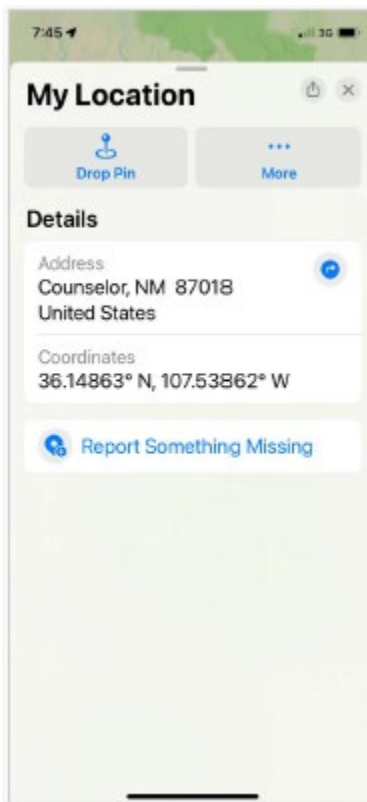 7:45
3G
My Location
Drop Pin
More
Details
Address
Counselor, NM 87018
United States
Coordinates
36.14863° N, 107.53862° W
Report Something Missing